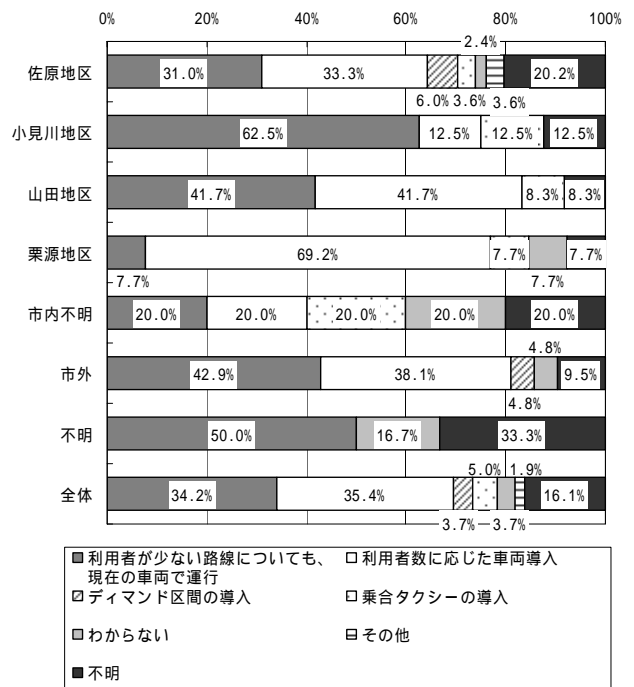 0% 20% 40% 60% 80% 100%
2.4%
佐原地区 31.0% 33.3% 20.2%
6.0% 3.6% 3.6%
小見川地区 62.5% 12.5% 12.5% 12.5%
山田地区 41.7% 41.7% 8.3% 8.3%
栗源地区 69.2% 7.7% 7.7%
7.7% 7.7%
市内不明 20.0% 20.0% 20.0% 20.0% 20.0%
4.8%
市外 42.9% 38.1% 9.5%
4.8%
不明 50.0% 16.7% 33.3%
5.0% 1.9%
全体 34.2% 35.4% 16.1%
3.7% 3.7%
利用者が少ない路線についても、 利用者数に応じた車両導入
現在の車両で運行
ディマンド区間の導入 乗合タクシーの導入
わからない その他
不明